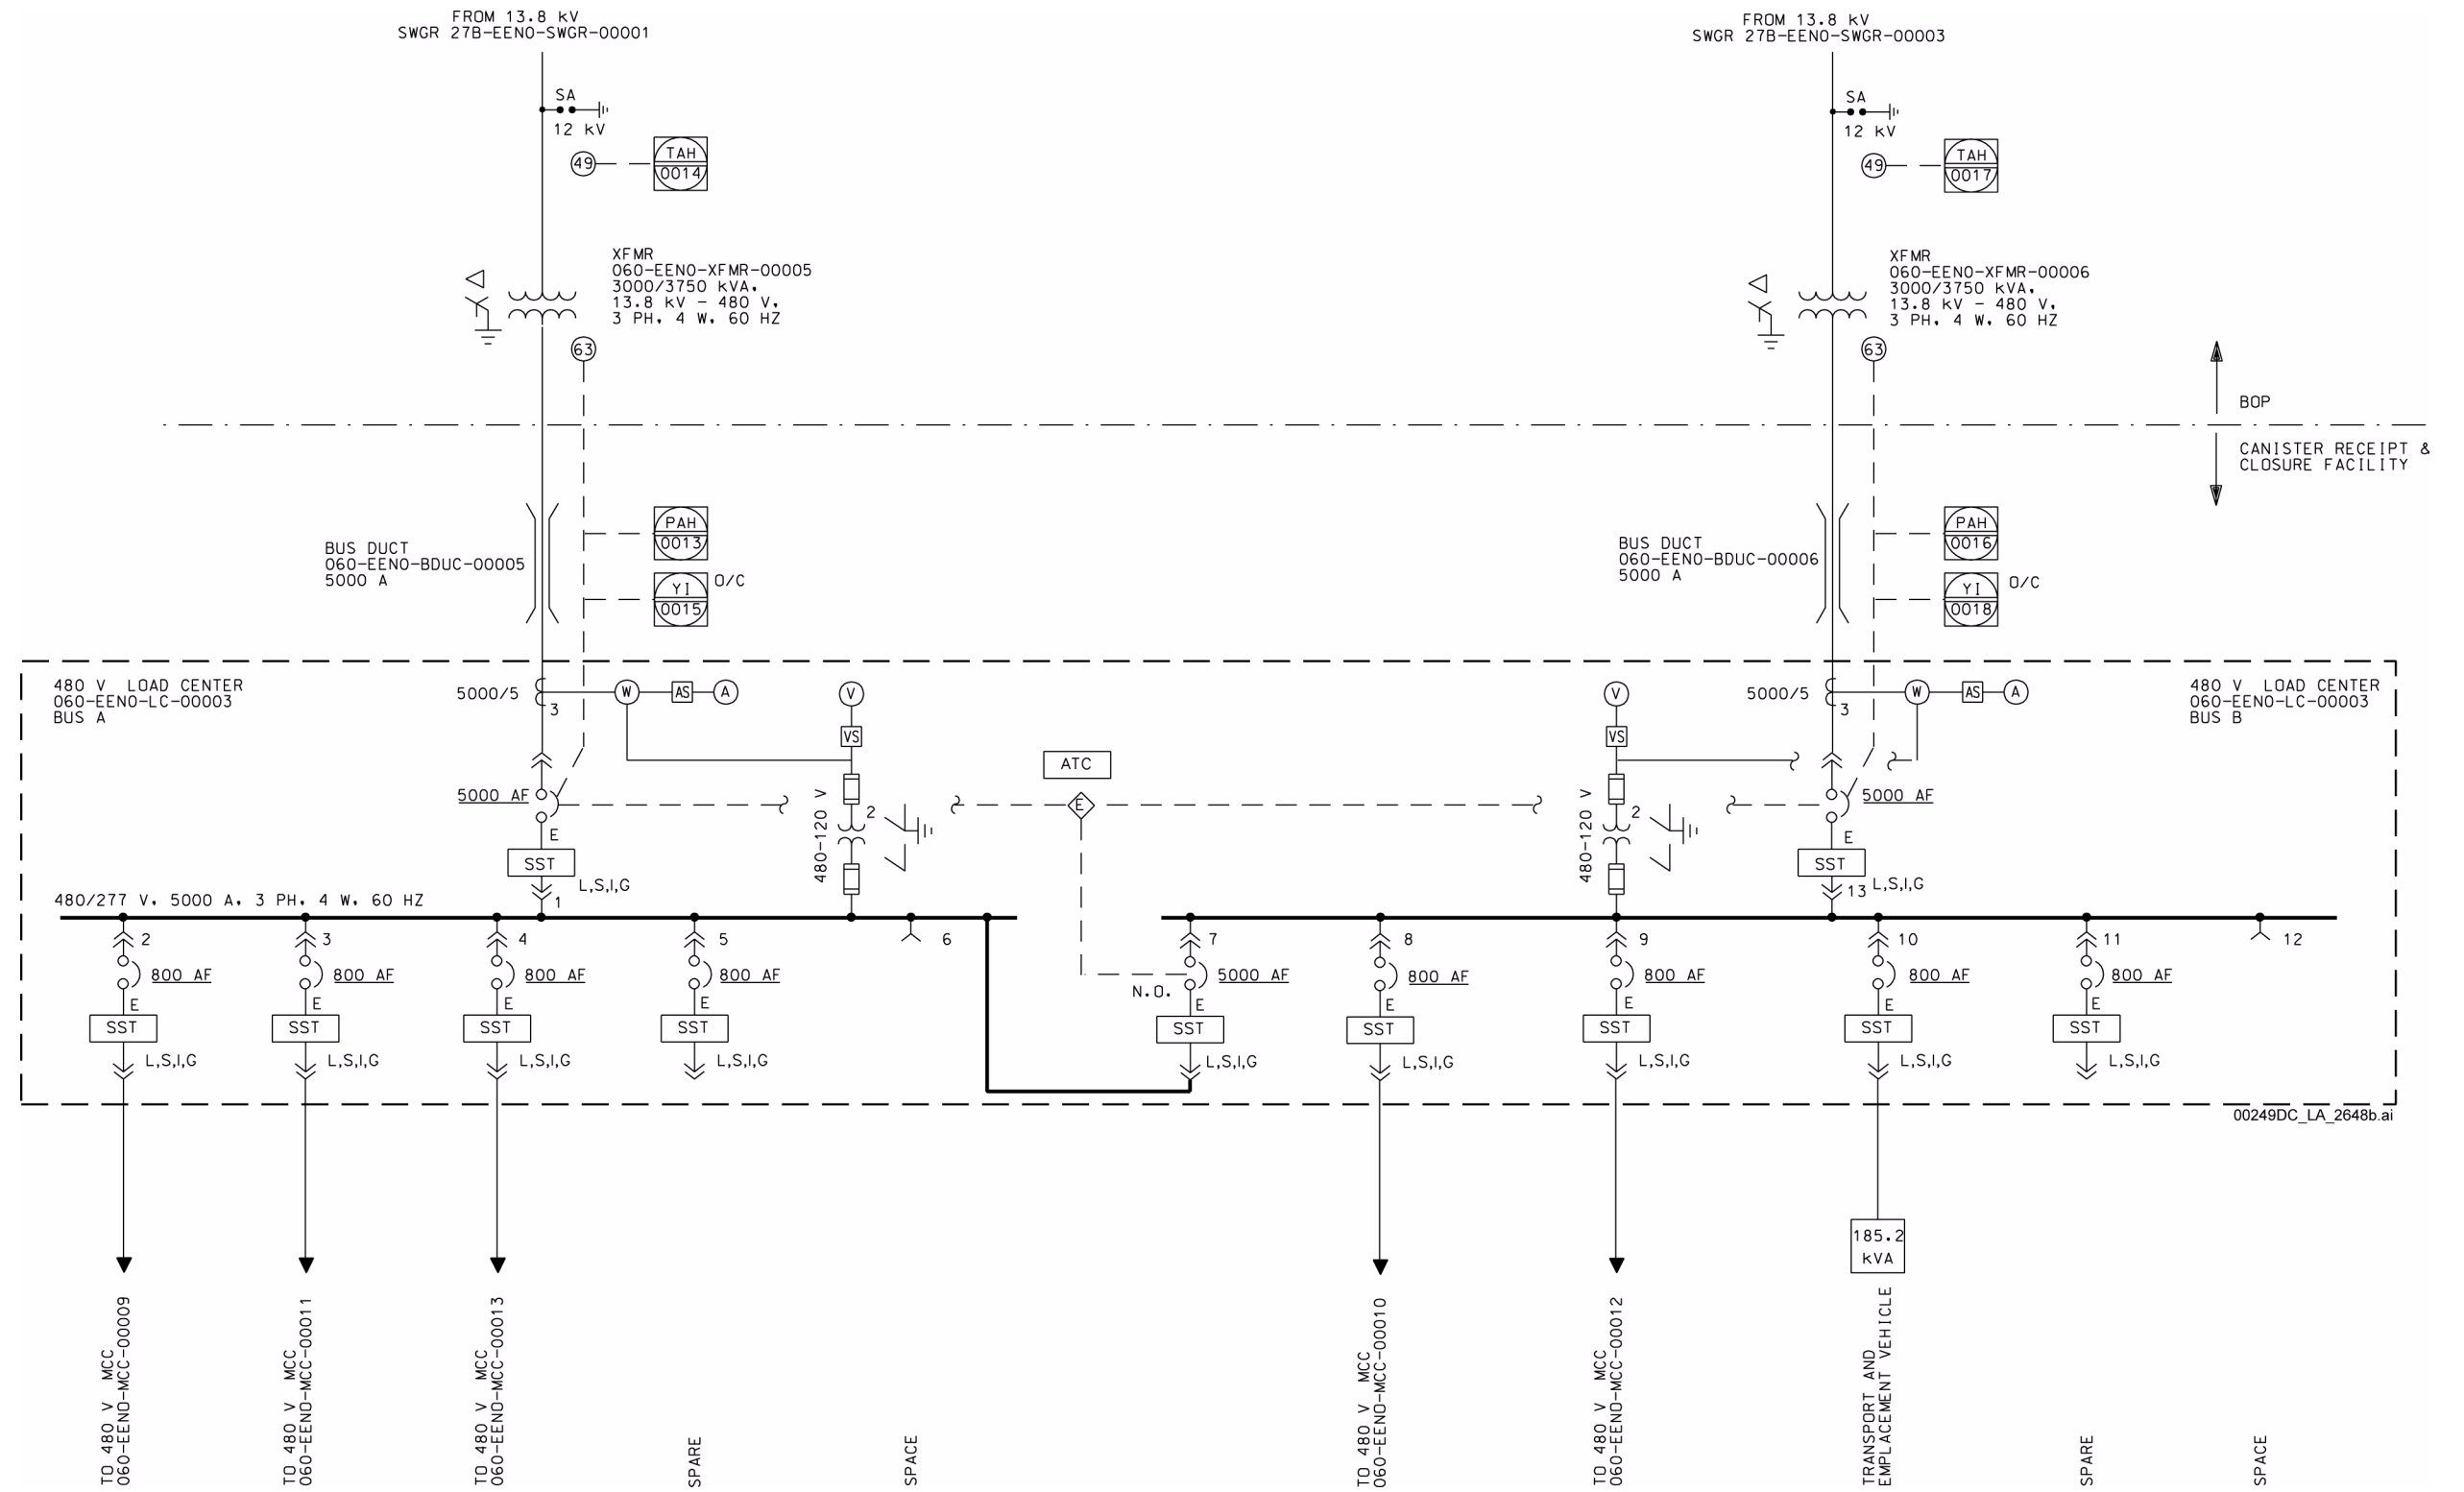 FROM 13.8 kV
SWGR 27B-EENO-SWGR-00001
SA
12 kV
49
TAH
0014
XFMR
060-EENO-XFMR-00005
3000/3750 kVA,
13.8 kV - 480 V,
3 PH, 4 W, 60 HZ
63
FROM 13.8 kV
SWGR 27B-EENO-SWGR-00003
SA
12 kV
49
TAH
0017
XFMR
060-EENO-XFMR-00006
3000/3750 kVA,
13.8 kV - 480 V,
3 PH, 4 W, 60 HZ
63
BOP
CANISTER RECEIPT &
CLOSURE FACILITY
BUS DUCT
060-EENO-BDUC-00005
5000 A
PAH
0013
YI
0015
O/C
BUS DUCT
060-EENO-BDUC-00006
5000 A
PAH
0016
YI
0018
O/C
480 V LOAD CENTER
060-EENO-LC-00003
BUS A
5000/5
3
W
AS
A
V
VS
480-120 V
2
5000 AF
E
SST
L,S,I,G
1
ATC
E
V
VS
480-120 V
2
5000/5
3
W
AS
A
480 V LOAD CENTER
060-EENO-LC-00003
BUS B
5000 AF
E
SST
L,S,I,G
13
480/277 V, 5000 A, 3 PH, 4 W, 60 HZ
2
800 AF
E
SST
L,S,I,G
3
800 AF
E
SST
L,S,I,G
4
800 AF
E
SST
L,S,I,G
5
800 AF
E
SST
L,S,I,G
6
7
5000 AF
N.O.
E
SST
L,S,I,G
8
800 AF
E
SST
L,S,I,G
9
800 AF
E
SST
L,S,I,G
10
800 AF
E
SST
L,S,I,G
11
800 AF
E
SST
L,S,I,G
12
00249DC_LA_2648b.ai
185.2
kVA
TO 480 V MCC
060-EENO-MCC-00009
TO 480 V MCC
060-EENO-MCC-00011
TO 480 V MCC
060-EENO-MCC-00013
SPARE
SPACE
TO 480 V MCC
060-EENO-MCC-00010
TO 480 V MCC
060-EENO-MCC-00012
TRANSPORT AND
EMPLACEMENT VEHICLE
SPARE
SPACE